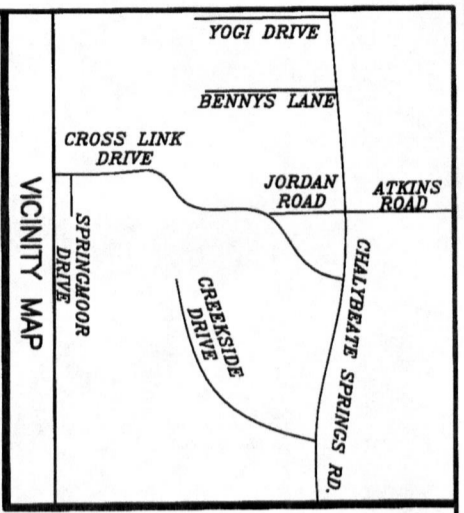 YOGI DRIVE
BENNYS LANE
CROSS LINK
DRIVE
JORDAN
ROAD
ATKINS
ROAD
SPRINGMOOR
DRIVE
CREEKSIDE
DRIVE
CHALYBEATE SPRINGS RD.
VICINITY MAP